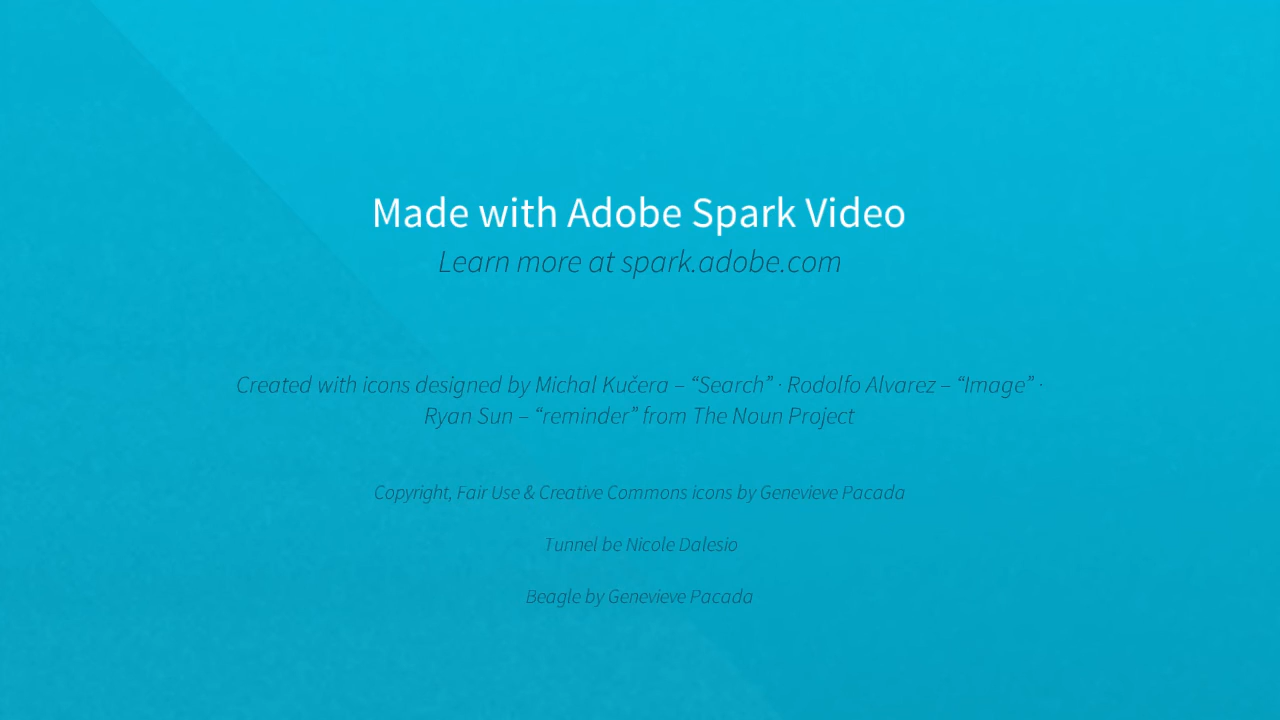 Made with Adobe Spark Video
Learn more at spark.adobe.com
Created with icons designed by Michal Kučera – “Search” · Rodolfo Alvarez – “Image” ·
Ryan Sun – “reminder” from The Noun Project
Copyright, Fair Use & Creative Commons icons by Genevieve Pacada
Tunnel be Nicole Dalesio
Beagle by Genevieve Pacada